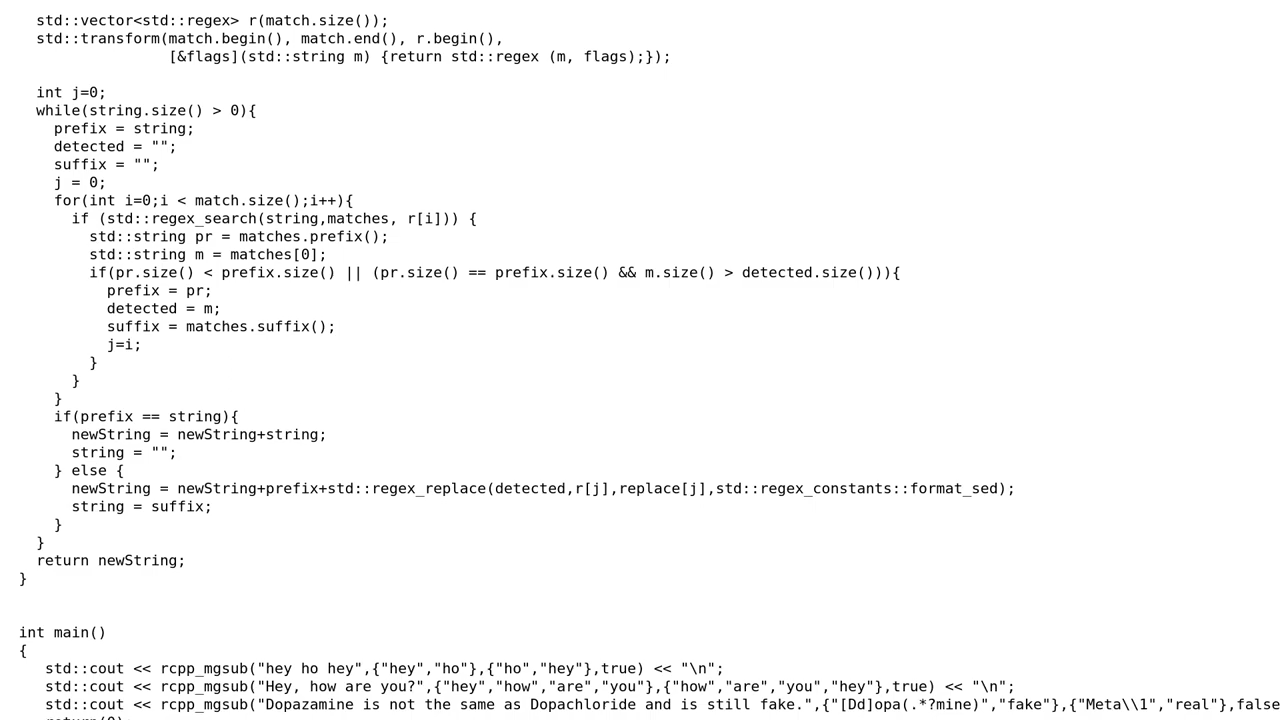 std::vector<std::regex> r(match.size());
std::transform(match.begin(), match.end(), r.begin(),
[&flags](std::string m) {return std::regex (m, flags);});
int j=0;
while(string.size() > 0){
prefix = string;
detected = "";
suffix = "";
j = 0;
for(int i=0;i < match.size();i++){
if (std::regex_search(string,matches, r[i])) {
std::string pr = matches.prefix();
std::string m = matches[0];
if(pr.size() < prefix.size() || (pr.size() == prefix.size() && m.size() > detected.size())){
prefix = pr;
detected = m;
suffix = matches.suffix();
j=i;
}
}
}
if(prefix == string){
newString = newString+string;
string = "";
} else {
newString = newString+prefix+std::regex_replace(detected,r[j],replace[j],std::regex_constants::format_sed);
string = suffix;
}
}
return newString;
}
int main()
{
std::cout << rcpp_mgsub("hey ho hey",{"hey","ho"},{"ho","hey"},true) << "\n";
std::cout << rcpp_mgsub("Hey, how are you?",{"hey","how","are","you"},{"how","are","you","hey"},true) << "\n";
std::cout << rcpp_mgsub("Dopazamine is not the same as Dopachloride and is still fake.",{"[Dd]opa(.*?mine)","fake"},{"Meta\\1","real"},false